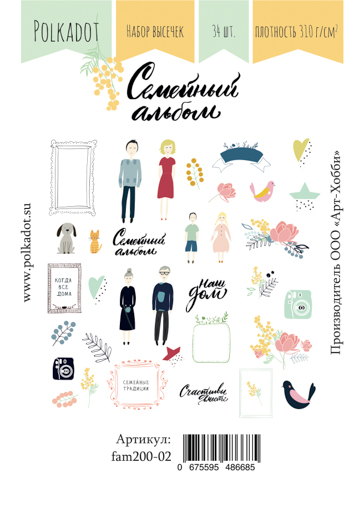 POLKADOT
НАБОР ВЫСЕЧЕК
34 ШТ.
ПЛОТНОСТЬ 310 Г/СМ²
Семейный
альбом
www.polkadot.su
Производитель ООО «Арт-Хобби»
Семейный
альбом
КОГДА
ВСЕ
ДОМА
наш
дом
СЕМЕЙНЫЕ
ТРАДИЦИИ
Счастливы
вместе
Артикул:
fam200-02
0 675595 486685